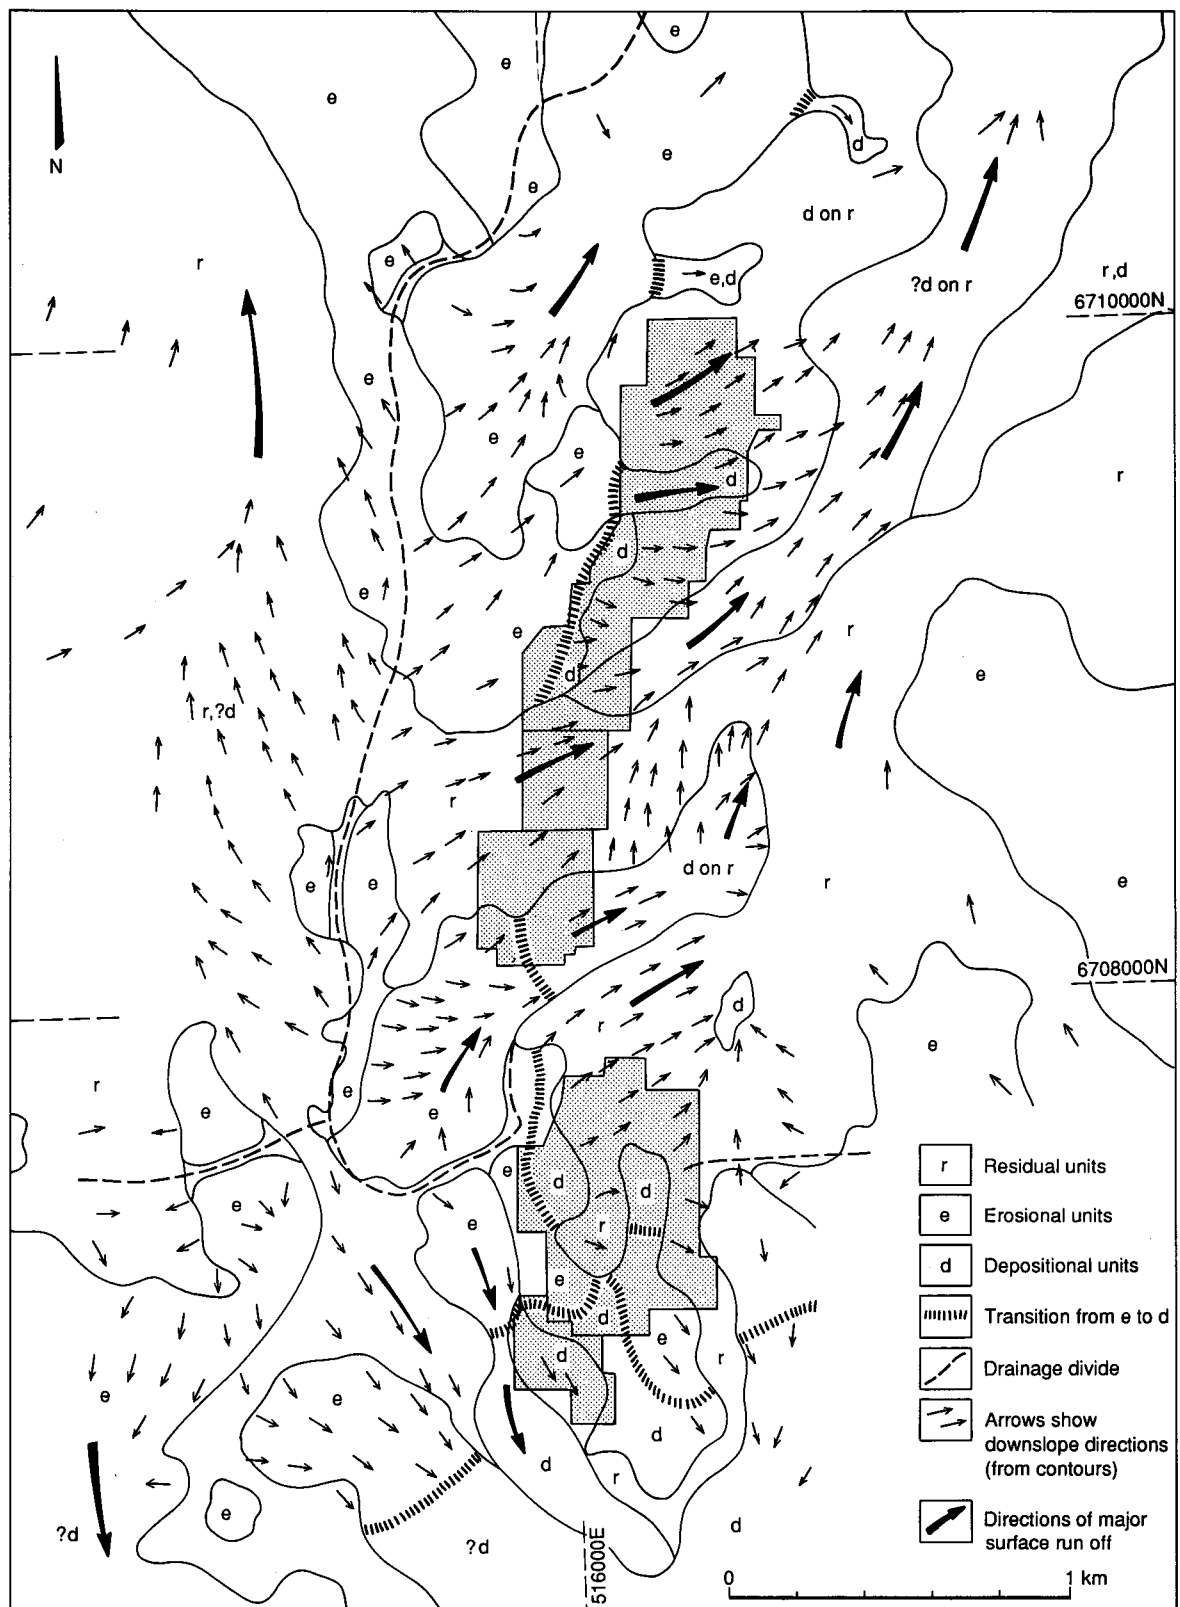 e
e
e
N
d
e
e
d on r
e
r
e,d
r,d
?d on r
6710000N
e
e
e
r
d
d
e
e
r
d
e
r,?d
r
d on r
e
e
r
e
6708000N
d
r
e
r
e
e
e
r Residual units
e
d
d
e
e
r
e Erosional units
e
d Depositional units
d
e
Transition from e to d
d
r
Drainage divide
e
e
Arrows show
downslope directions
(from contours)
d
d
r
e
d
Directions of major
surface run off
?d
?d
516000E
0 1 km